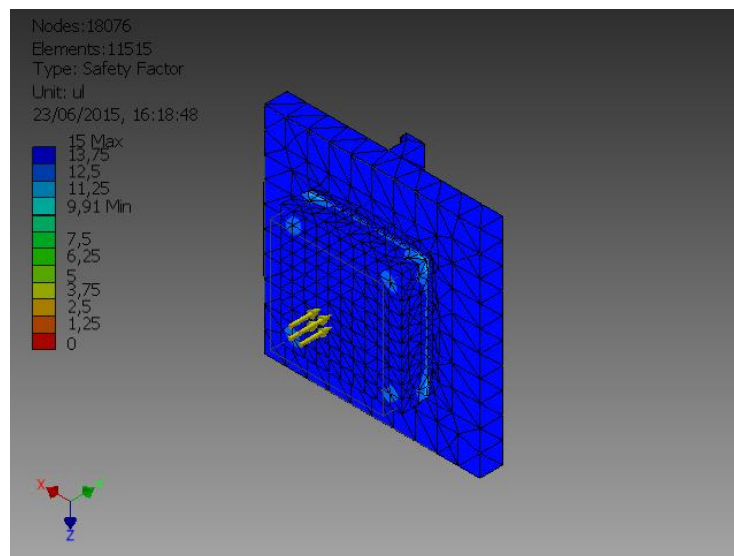 Nodes:18076
Elements:11515
Type: Safety Factor
Unit: ul
23/06/2015, 16:18:48
15 Max
13,75
12,5
11,25
9,91 Min
7,5
6,25
5
3,75
2,5
1,25
0
X
Z